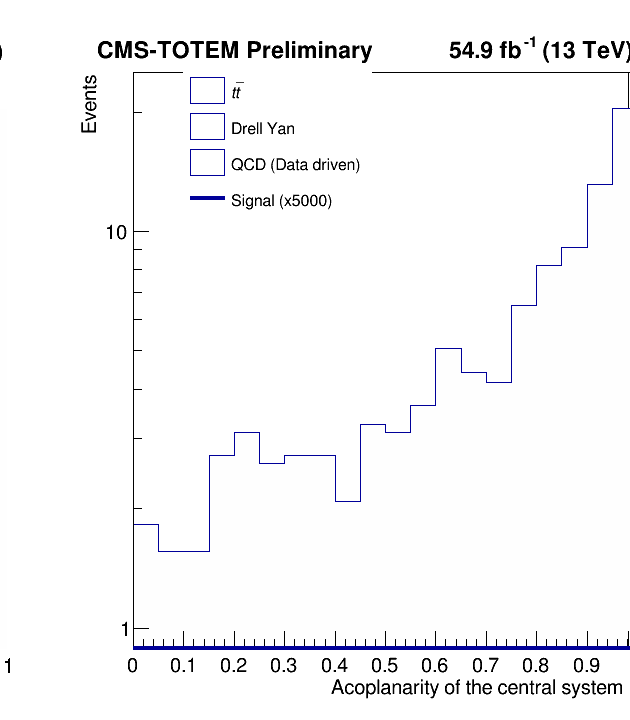 )
CMS-TOTEM Preliminary 54.9 fb⁻¹ (13 TeV)
Events
tt̄
Drell Yan
QCD (Data driven)
Signal (x5000)
10
1
1
0 0.1 0.2 0.3 0.4 0.5 0.6 0.7 0.8 0.9
Acoplanarity of the central system